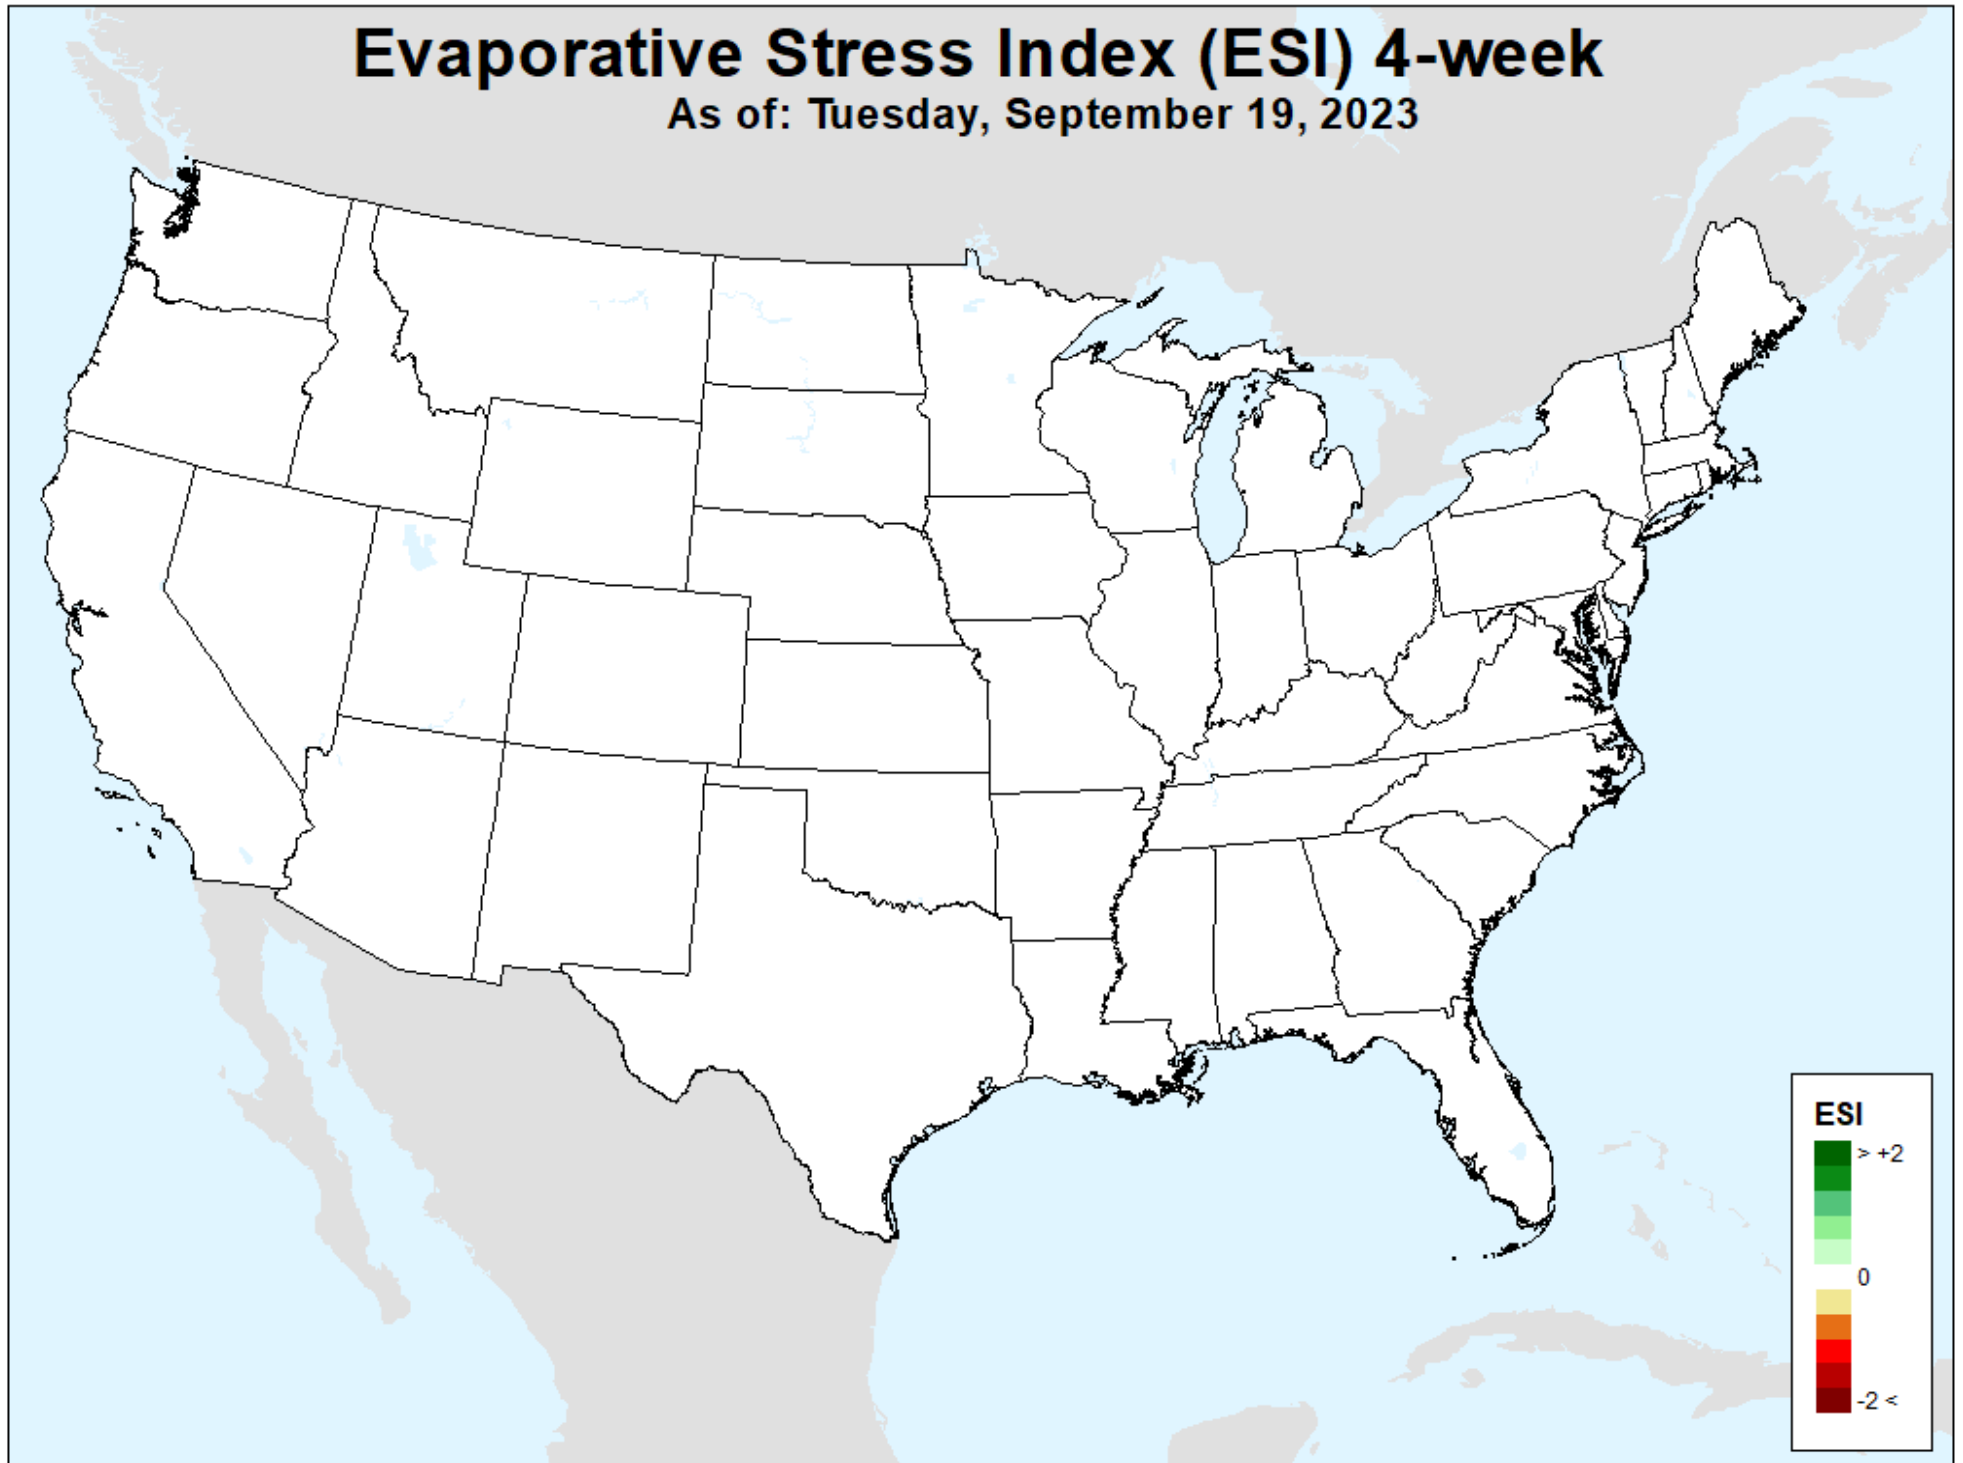 Evaporative Stress Index (ESI) 4-week
As of: Tuesday, September 19, 2023
ESI
> +2
0
-2 <